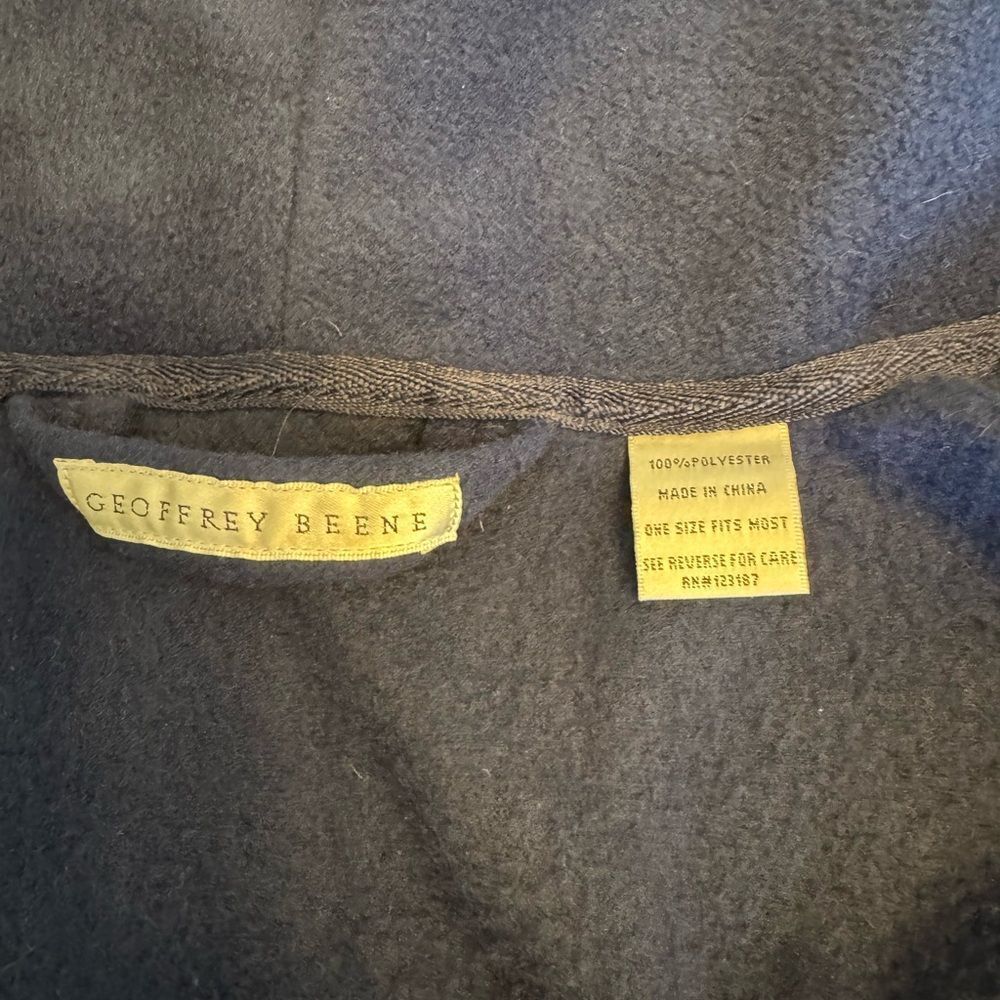 GEOFFREY BEENE
100% POLYESTER
MADE IN CHINA
ONE SIZE FITS MOST
SEE REVERSE FOR CARE
RN#123187